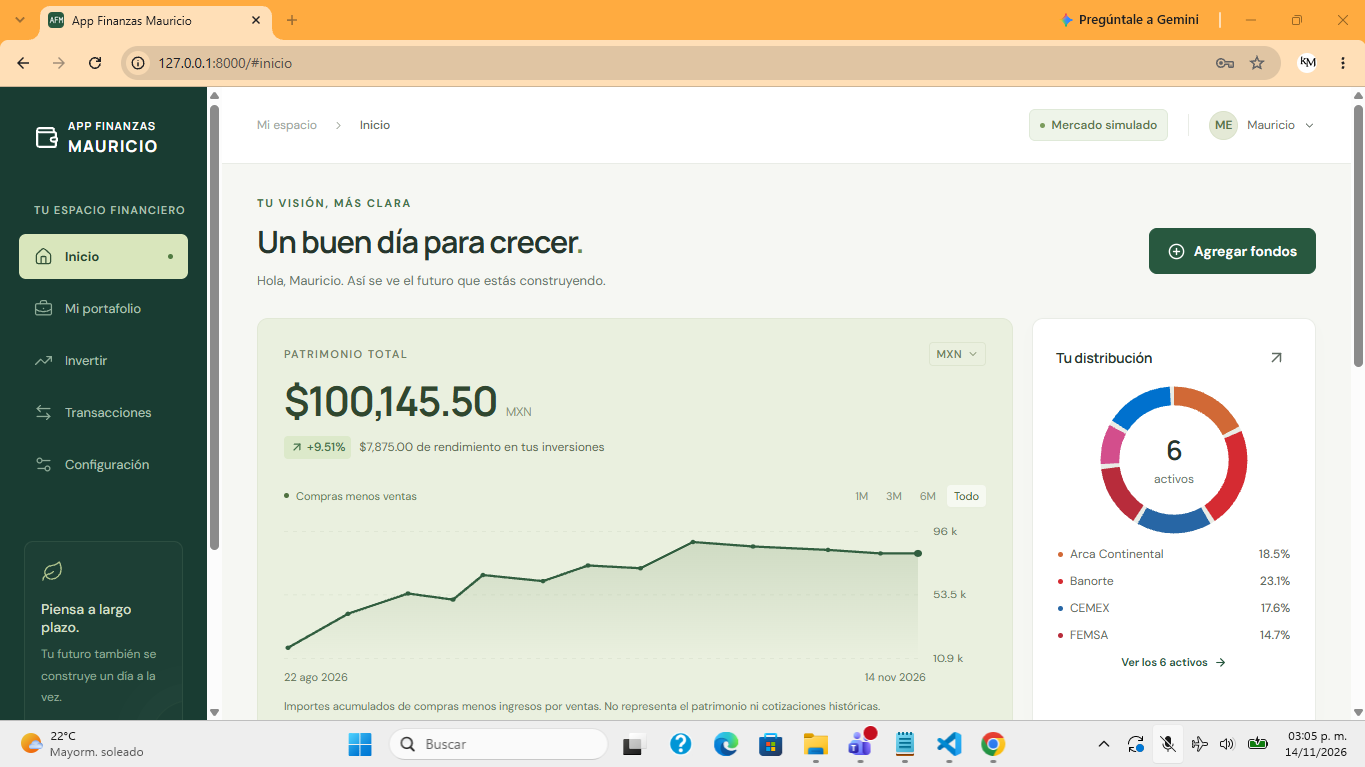 AFM
App Finanzas Mauricio
Pregúntale a Gemini
127.0.0.1:8000/#inicio
KM
APP FINANZAS
MAURICIO
TU ESPACIO FINANCIERO
Inicio
Mi portafolio
Invertir
Transacciones
Configuración
Piensa a largo
plazo.
Tu futuro también se
construye un día a la
vez.
Mi espacio
Inicio
Mercado simulado
ME
Mauricio
TU VISIÓN, MÁS CLARA
Un buen día para crecer.
Hola, Mauricio. Así se ve el futuro que estás construyendo.
Agregar fondos
PATRIMONIO TOTAL
MXN
$100,145.50 MXN
+9.51% $7,875.00 de rendimiento en tus inversiones
Compras menos ventas
1M 3M 6M Todo
96 k
53.5 k
10.9 k
22 ago 2026
14 nov 2026
Importes acumulados de compras menos ingresos por ventas. No representa el patrimonio ni cotizaciones históricas.
Tu distribución
6
activos
Arca Continental 18.5%
Banorte 23.1%
CEMEX 17.6%
FEMSA 14.7%
Ver los 6 activos
22°C
Mayorm. soleado
Buscar
03:05 p. m.
14/11/2026